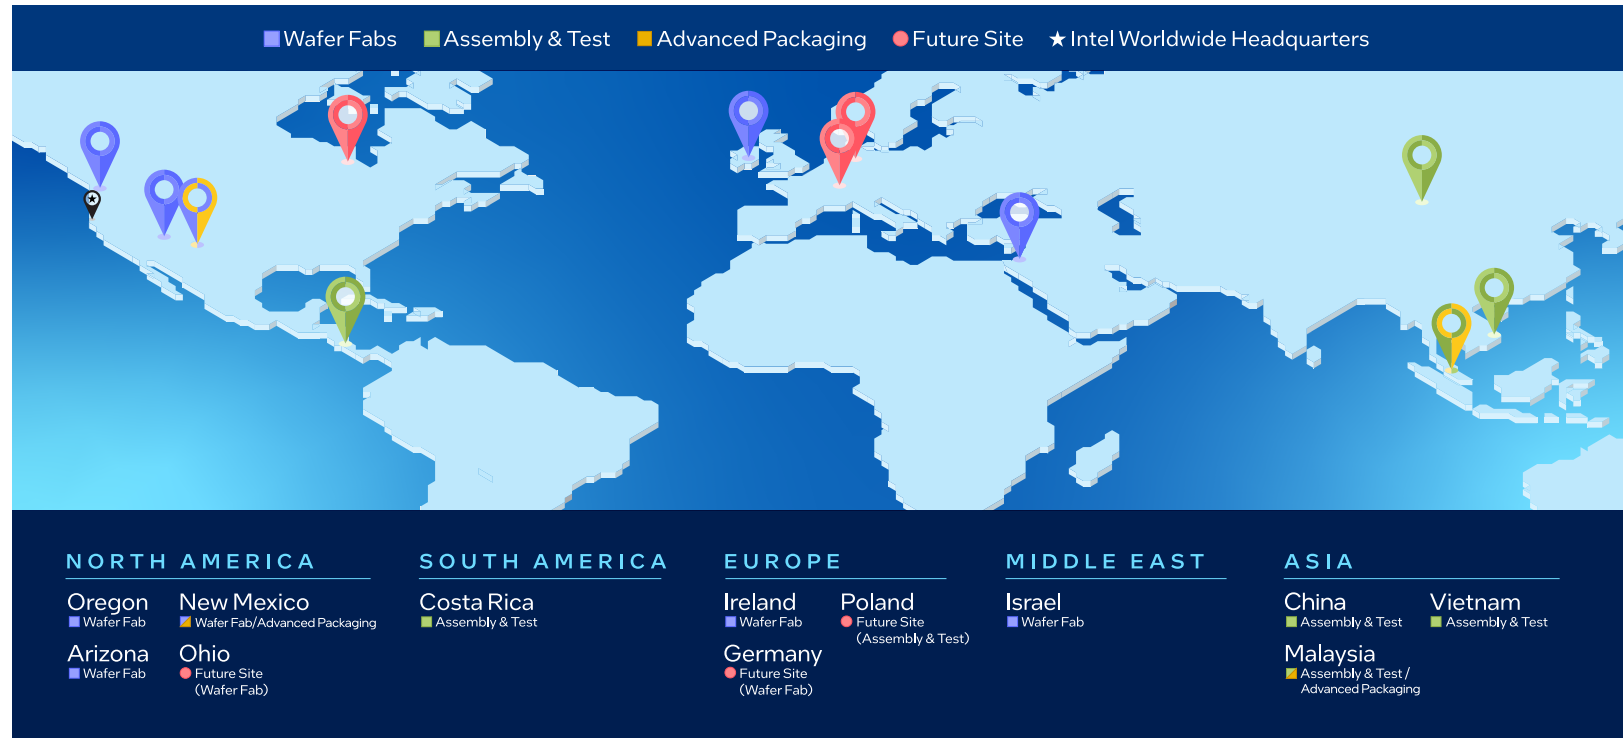 Wafer Fabs Assembly & Test Advanced Packaging Future Site Intel Worldwide Headquarters
NORTH AMERICA
Oregon
Wafer Fab
New Mexico
Wafer Fab/Advanced Packaging
Arizona
Wafer Fab
Ohio
Future Site
(Wafer Fab)
SOUTH AMERICA
Costa Rica
Assembly & Test
EUROPE
Ireland
Wafer Fab
Poland
Future Site
(Assembly & Test)
Germany
Future Site
(Wafer Fab)
MIDDLE EAST
Israel
Wafer Fab
ASIA
China
Assembly & Test
Vietnam
Assembly & Test
Malaysia
Assembly & Test /
Advanced Packaging